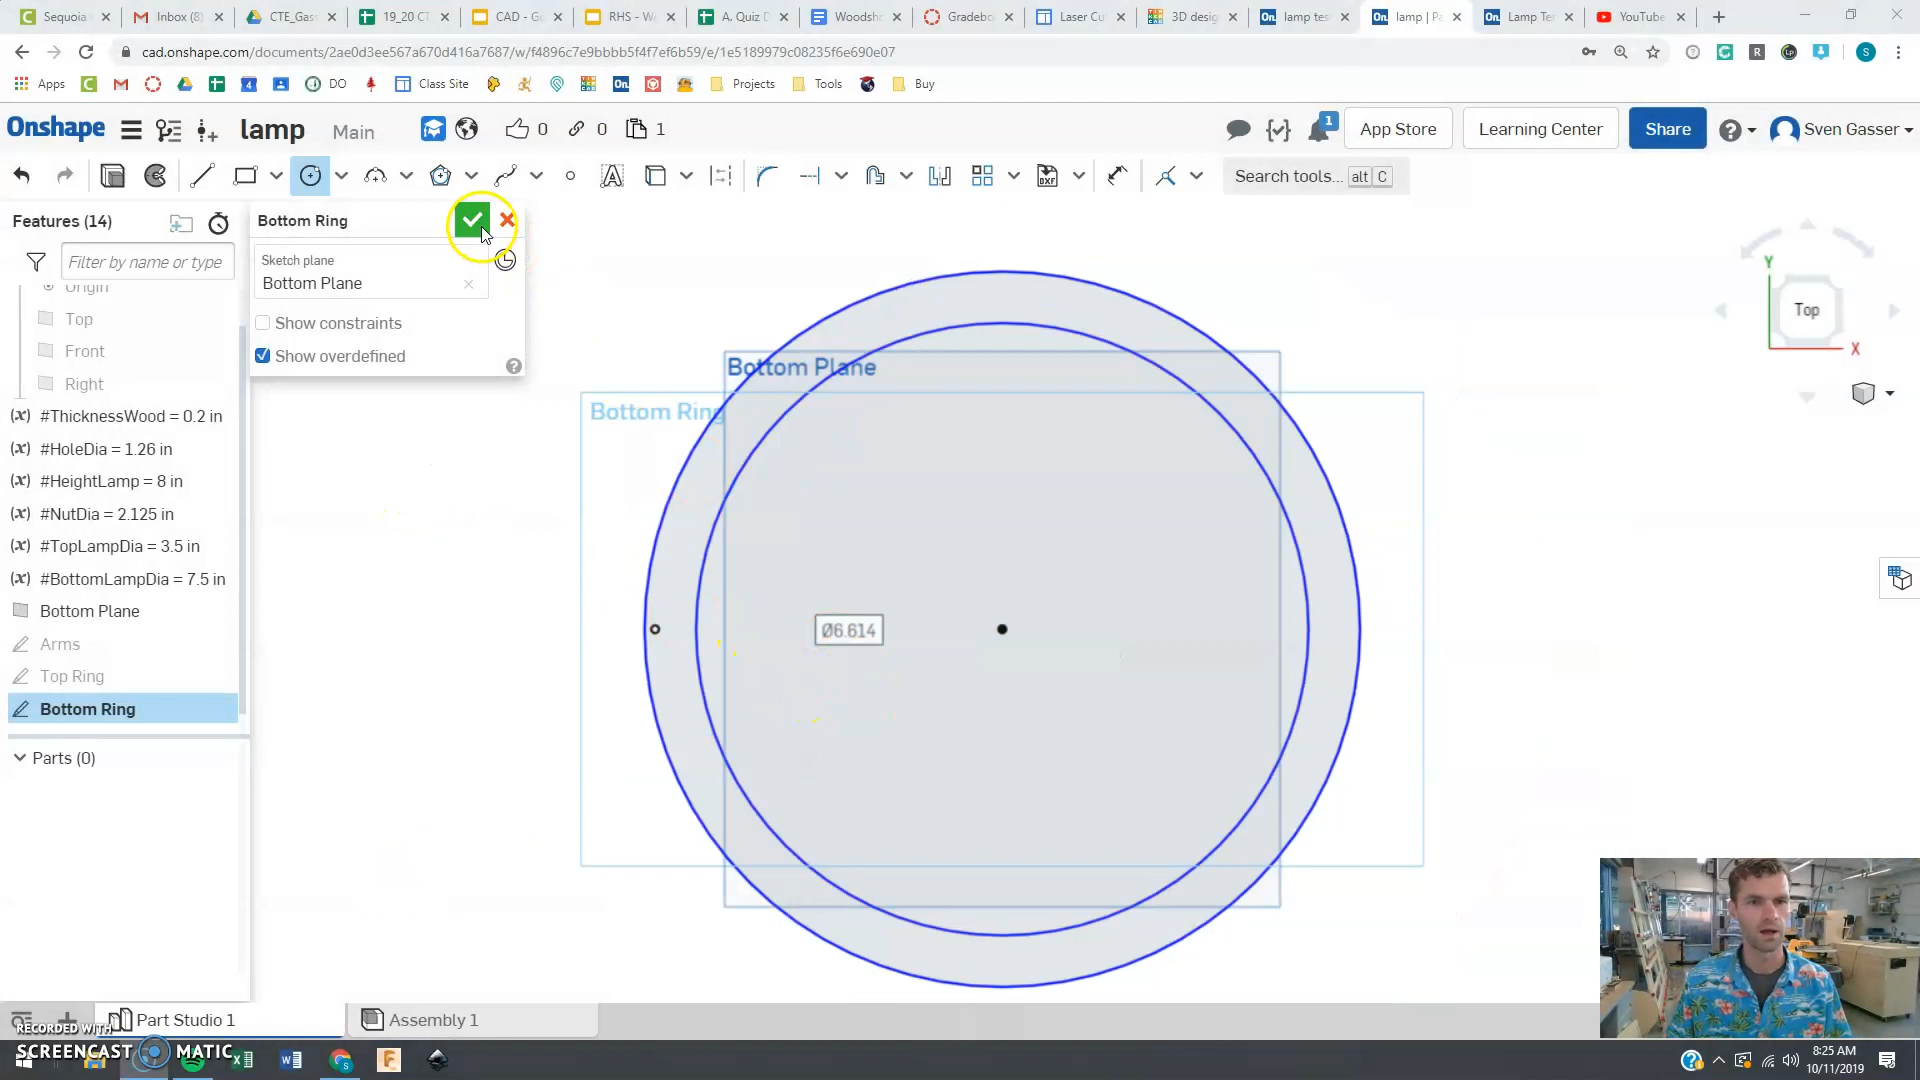 Sequoia
Inbox (8)
CTE_Gas
19_20 CT
CAD - G
RHS - W
A. Quiz D
Woodsh
Gradebo
Laser Cu
3D desig
lamp tes
lamp | Pa
Lamp Te
YouTube
cad.onshape.com/documents/2ae0d3ee567a670d416a7687/w/f4896c7e9bbbb5f4f7ef6b59/e/1e5189979c08235f6e690e07
Apps
DO
Class Site
Projects
Tools
Buy
Onshape
lamp
Main
0
0
1
1
App Store
Learning Center
Share
Sven Gasser
Search tools... alt C
Features (14)
Filter by name or type
Origin
Top
Front
Right
(x) #ThicknessWood = 0.2 in
(x) #HoleDia = 1.26 in
(x) #HeightLamp = 8 in
(x) #NutDia = 2.125 in
(x) #TopLampDia = 3.5 in
(x) #BottomLampDia = 7.5 in
Bottom Plane
Arms
Top Ring
Bottom Ring
Parts (0)
Bottom Ring
Sketch plane
Bottom Plane
Show constraints
Show overdefined
Bottom Plane
Bottom Ring
Ø6.614
Y
Top
X
Part Studio 1
Assembly 1
RECORDED WITH
SCREENCAST MATIC
8:25 AM
10/11/2019